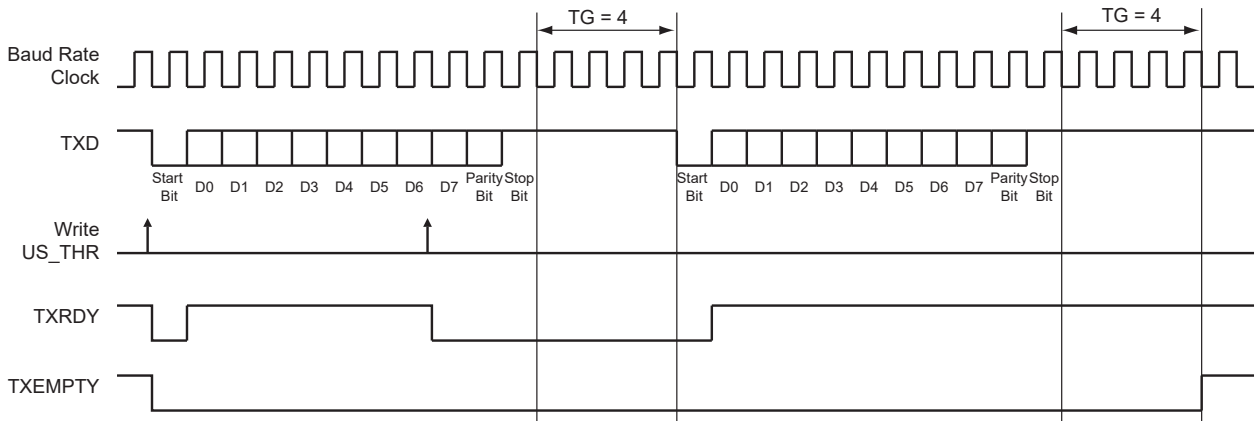 TG = 4
TG = 4
Baud Rate
Clock
TXD
Start
Bit
D0
D1
D2
D3
D4
D5
D6
D7
Parity
Bit
Stop
Bit
Start
Bit
D0
D1
D2
D3
D4
D5
D6
D7
Parity
Bit
Stop
Bit
Write
US_THR
TXRDY
TXEMPTY